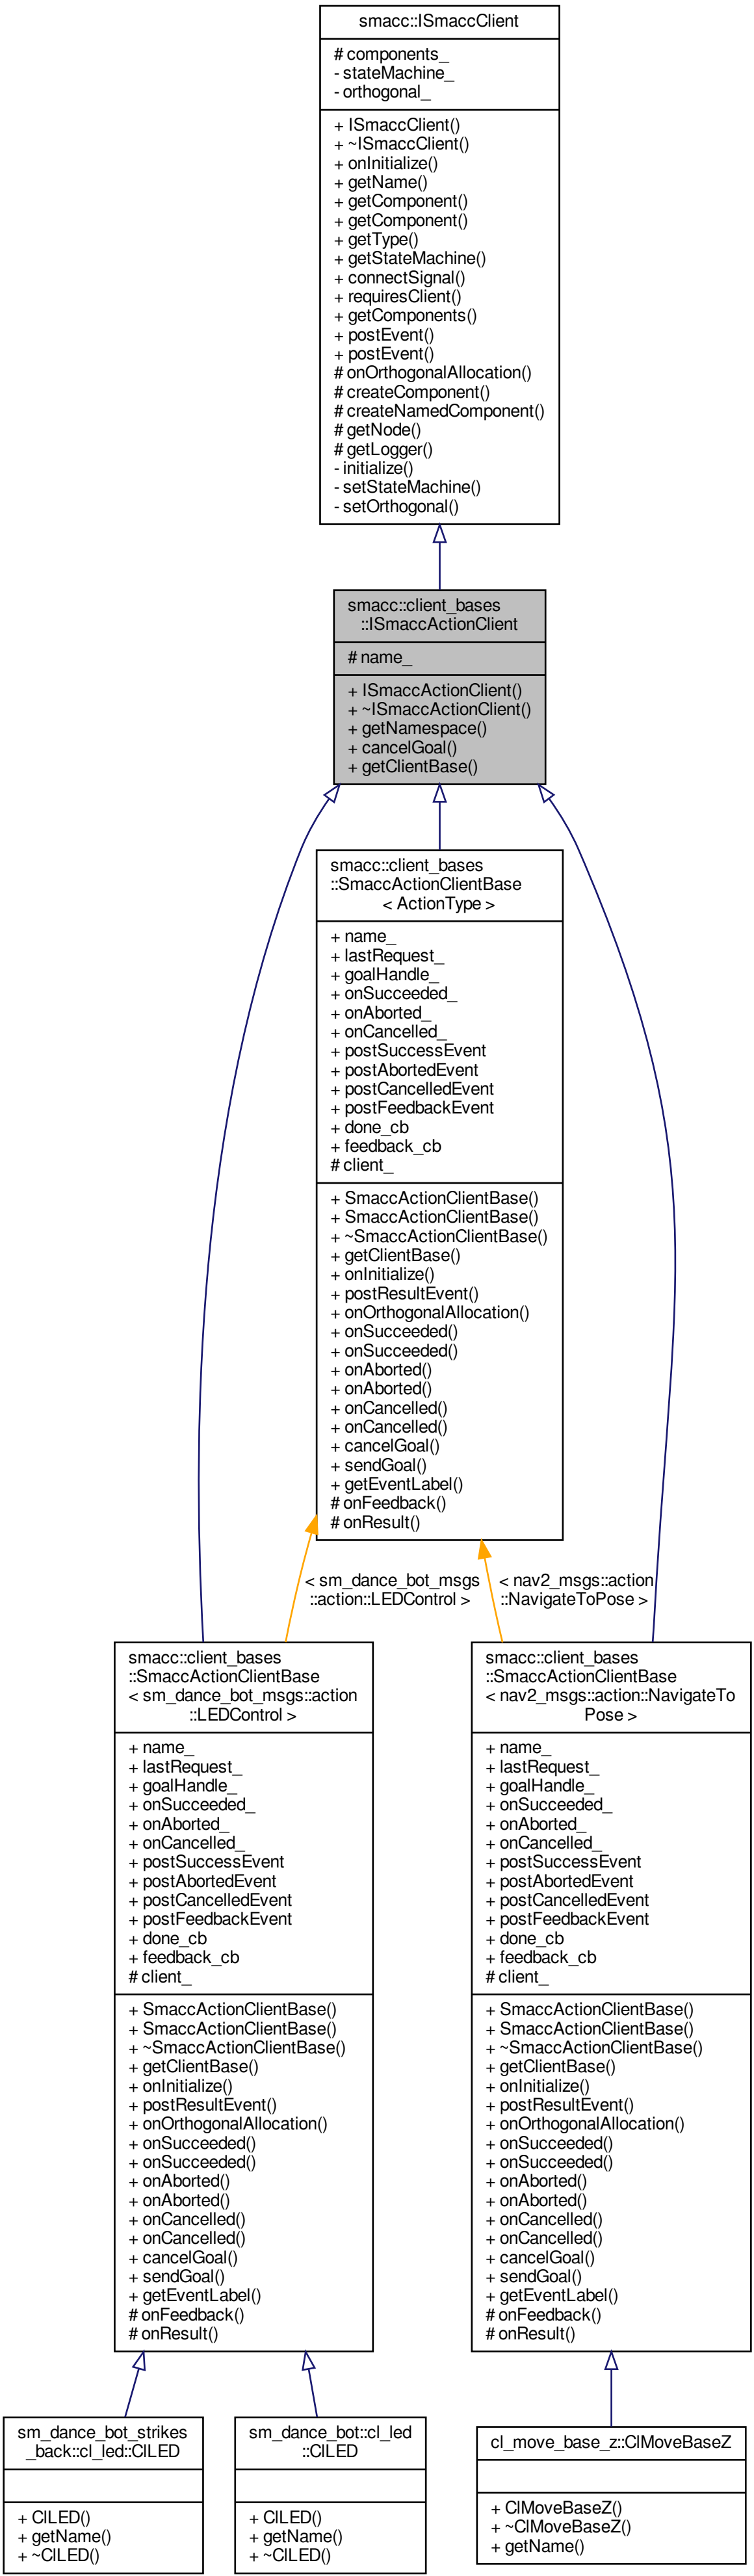 smacc::ISmaccClient
# components_
- stateMachine_
- orthogonal_
+ ISmaccClient()
+ ~ISmaccClient()
+ onInitialize()
+ getName()
+ getComponent()
+ getComponent()
+ getType()
+ getStateMachine()
+ connectSignal()
+ requiresClient()
+ getComponents()
+ postEvent()
+ postEvent()
# onOrthogonalAllocation()
# createComponent()
# createNamedComponent()
# getNode()
# getLogger()
- initialize()
- setStateMachine()
- setOrthogonal()
smacc::client_bases
::ISmaccActionClient
# name_
+ ISmaccActionClient()
+ ~ISmaccActionClient()
+ getNamespace()
+ cancelGoal()
+ getClientBase()
smacc::client_bases
::SmaccActionClientBase
< ActionType >
+ name_
+ lastRequest_
+ goalHandle_
+ onSucceeded_
+ onAborted_
+ onCancelled_
+ postSuccessEvent
+ postAbortedEvent
+ postCancelledEvent
+ postFeedbackEvent
+ done_cb
+ feedback_cb
# client_
+ SmaccActionClientBase()
+ SmaccActionClientBase()
+ ~SmaccActionClientBase()
+ getClientBase()
+ onInitialize()
+ postResultEvent()
+ onOrthogonalAllocation()
+ onSucceeded()
+ onSucceeded()
+ onAborted()
+ onAborted()
+ onCancelled()
+ onCancelled()
+ cancelGoal()
+ sendGoal()
+ getEventLabel()
# onFeedback()
# onResult()
< sm_dance_bot_msgs
::action::LEDControl >
< nav2_msgs::action
::NavigateToPose >
smacc::client_bases
::SmaccActionClientBase
< sm_dance_bot_msgs::action
::LEDControl >
+ name_
+ lastRequest_
+ goalHandle_
+ onSucceeded_
+ onAborted_
+ onCancelled_
+ postSuccessEvent
+ postAbortedEvent
+ postCancelledEvent
+ postFeedbackEvent
+ done_cb
+ feedback_cb
# client_
+ SmaccActionClientBase()
+ SmaccActionClientBase()
+ ~SmaccActionClientBase()
+ getClientBase()
+ onInitialize()
+ postResultEvent()
+ onOrthogonalAllocation()
+ onSucceeded()
+ onSucceeded()
+ onAborted()
+ onAborted()
+ onCancelled()
+ onCancelled()
+ cancelGoal()
+ sendGoal()
+ getEventLabel()
# onFeedback()
# onResult()
smacc::client_bases
::SmaccActionClientBase
< nav2_msgs::action::NavigateTo
Pose >
+ name_
+ lastRequest_
+ goalHandle_
+ onSucceeded_
+ onAborted_
+ onCancelled_
+ postSuccessEvent
+ postAbortedEvent
+ postCancelledEvent
+ postFeedbackEvent
+ done_cb
+ feedback_cb
# client_
+ SmaccActionClientBase()
+ SmaccActionClientBase()
+ ~SmaccActionClientBase()
+ getClientBase()
+ onInitialize()
+ postResultEvent()
+ onOrthogonalAllocation()
+ onSucceeded()
+ onSucceeded()
+ onAborted()
+ onAborted()
+ onCancelled()
+ onCancelled()
+ cancelGoal()
+ sendGoal()
+ getEventLabel()
# onFeedback()
# onResult()
sm_dance_bot_strikes
_back::cl_led::ClLED
+ ClLED()
+ getName()
+ ~ClLED()
sm_dance_bot::cl_led
::ClLED
+ ClLED()
+ getName()
+ ~ClLED()
cl_move_base_z::ClMoveBaseZ
+ ClMoveBaseZ()
+ ~ClMoveBaseZ()
+ getName()